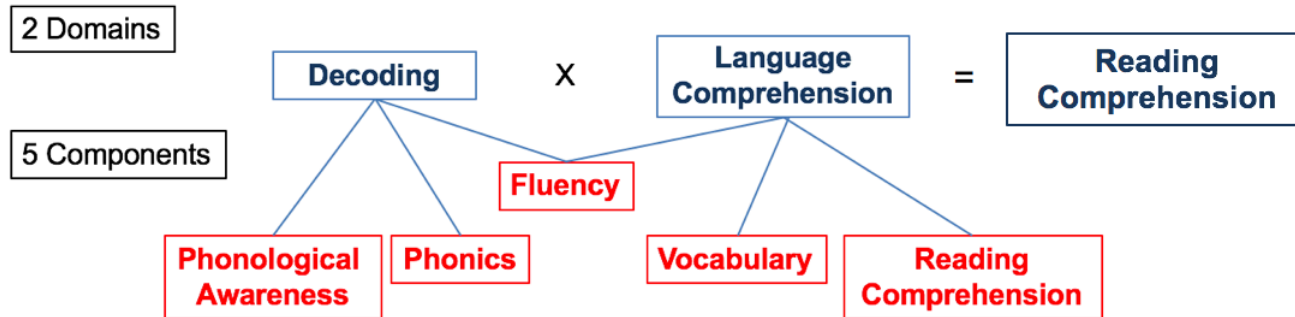 2 Domains
Decoding
X
Language
Comprehension
=
Reading
Comprehension
5 Components
Fluency
Phonological
Awareness
Phonics
Vocabulary
Reading
Comprehension